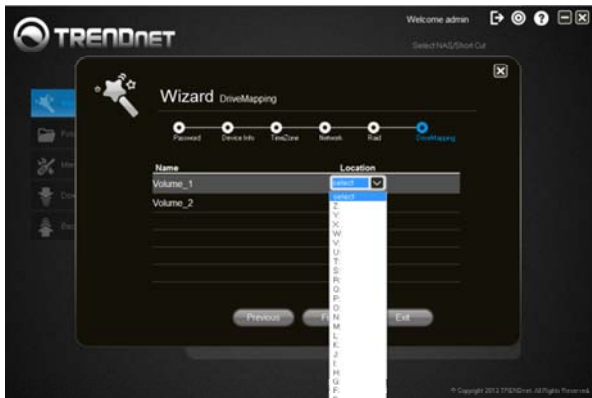 Welcome admin
TRENDNET
Select NAS/Short Cut
Wizard DriveMapping
Password Device Info TimeZone Network Raid DriveMapping
Name Location
Volume_1 select
Volume_2
select
Z:
Y:
X:
W:
V:
U:
T:
S:
R:
Q:
P:
O:
N:
M:
L:
K:
J:
I:
H:
G:
F:
Previous
Exit
© Copyright 2013 TRENDnet. All Rights Reserved.